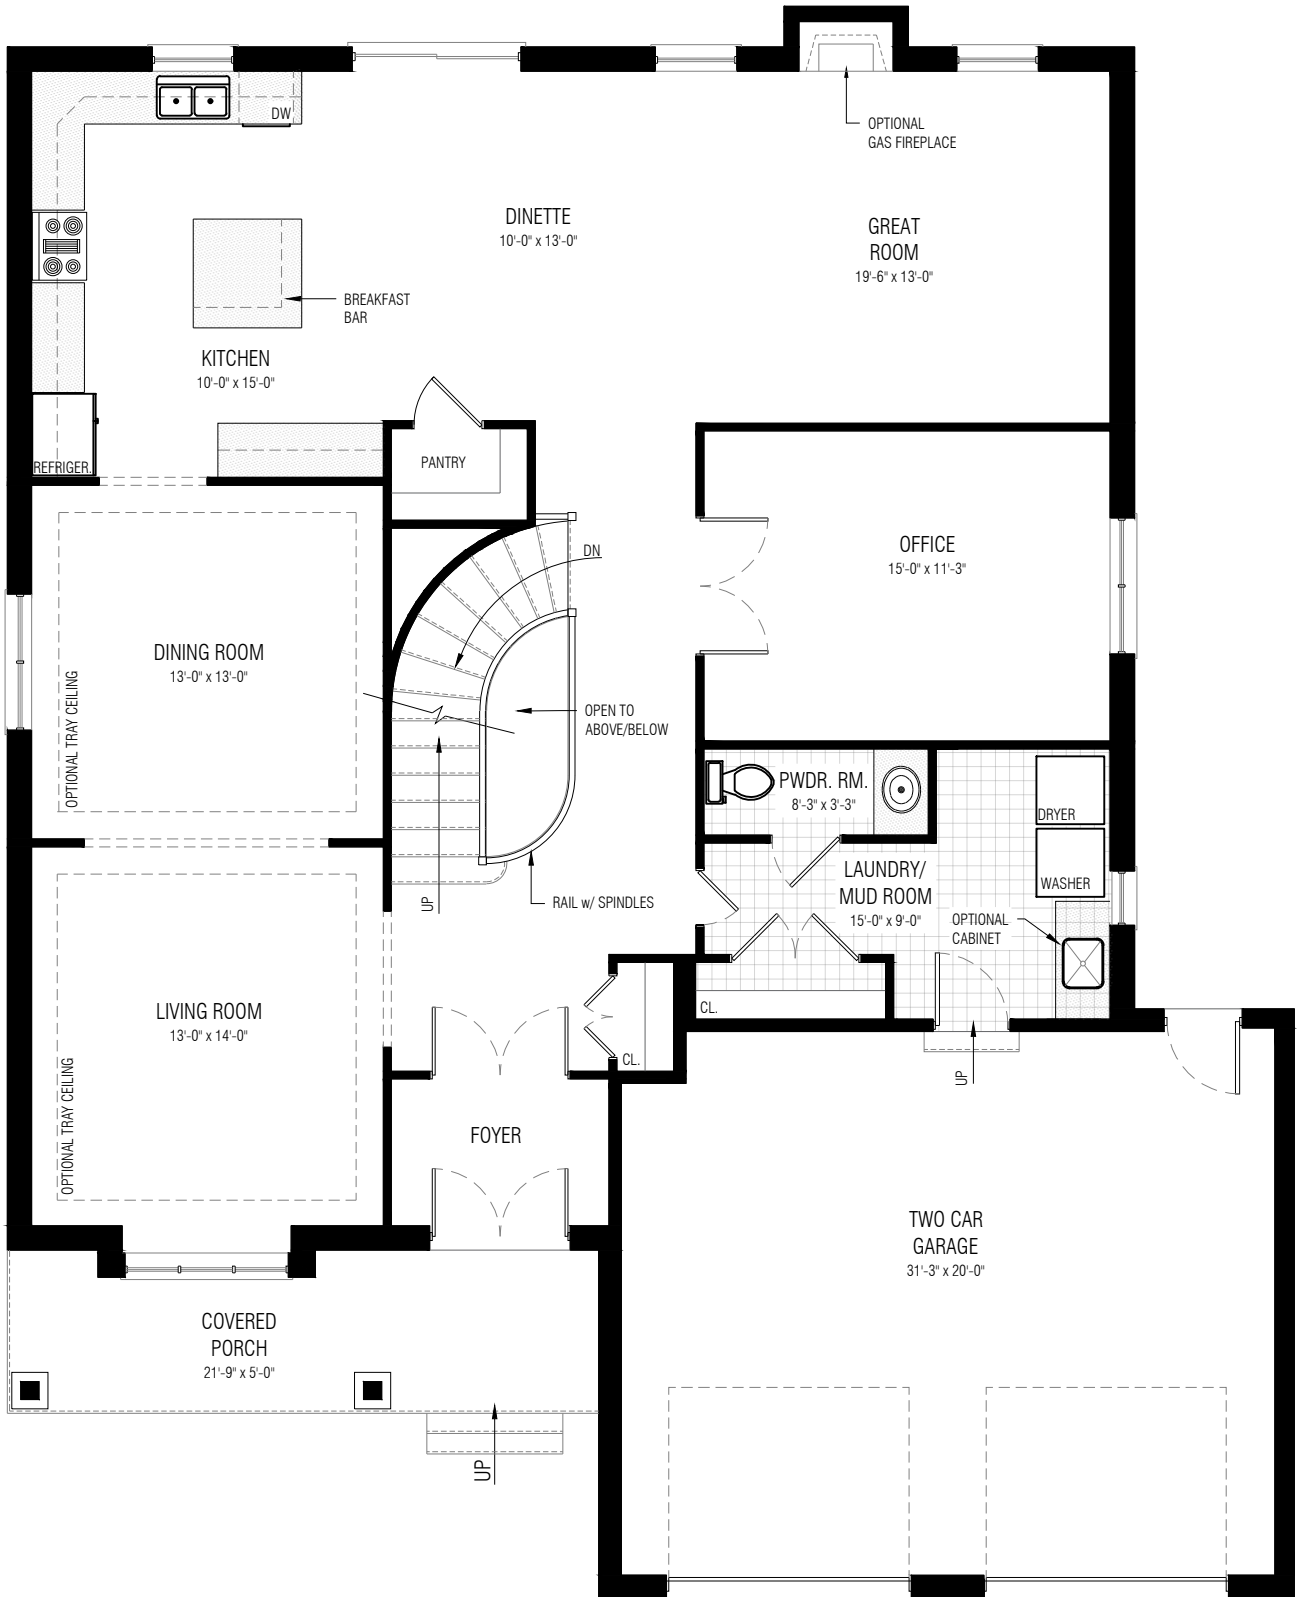 DW
OPTIONAL
GAS FIREPLACE
DINETTE
10'-0" x 13'-0"
GREAT
ROOM
19'-6" x 13'-0"
BREAKFAST
BAR
KITCHEN
10'-0" x 15'-0"
REFRIGER.
PANTRY
DN
OFFICE
15'-0" x 11'-3"
DINING ROOM
13'-0" x 13'-0"
OPTIONAL TRAY CEILING
OPEN TO
ABOVE/BELOW
PWDR. RM.
8'-3" x 3'-3"
DRYER
WASHER
LAUNDRY/
MUD ROOM
15'-0" x 9'-0"
OPTIONAL
CABINET
UP
RAIL w/ SPINDLES
LIVING ROOM
13'-0" x 14'-0"
OPTIONAL TRAY CEILING
CL.
CL.
UP
FOYER
TWO CAR
GARAGE
31'-3" x 20'-0"
COVERED
PORCH
21'-9" x 5'-0"
UP